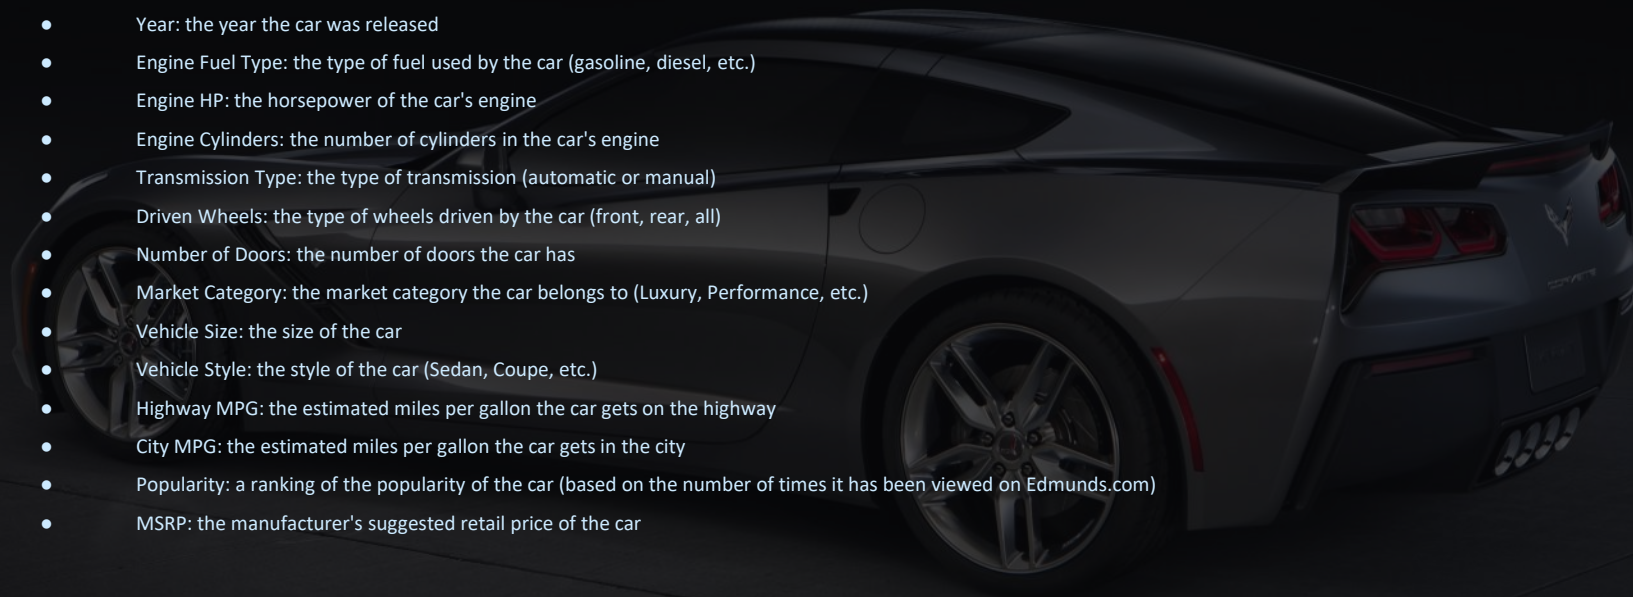 ● Year: the year the car was released
● Engine Fuel Type: the type of fuel used by the car (gasoline, diesel, etc.)
● Engine HP: the horsepower of the car's engine
● Engine Cylinders: the number of cylinders in the car's engine
● Transmission Type: the type of transmission (automatic or manual)
● Driven Wheels: the type of wheels driven by the car (front, rear, all)
● Number of Doors: the number of doors the car has
● Market Category: the market category the car belongs to (Luxury, Performance, etc.)
● Vehicle Size: the size of the car
● Vehicle Style: the style of the car (Sedan, Coupe, etc.)
● Highway MPG: the estimated miles per gallon the car gets on the highway
● City MPG: the estimated miles per gallon the car gets in the city
● Popularity: a ranking of the popularity of the car (based on the number of times it has been viewed on Edmunds.com)
● MSRP: the manufacturer's suggested retail price of the car